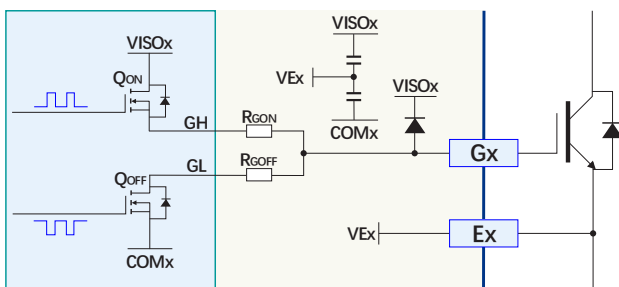 VISOx
VISOx
QON
VEx
VISOx
GH
RGON
COMx
Gx
GL
RGOFF
QOFF
VEx
Ex
COMx